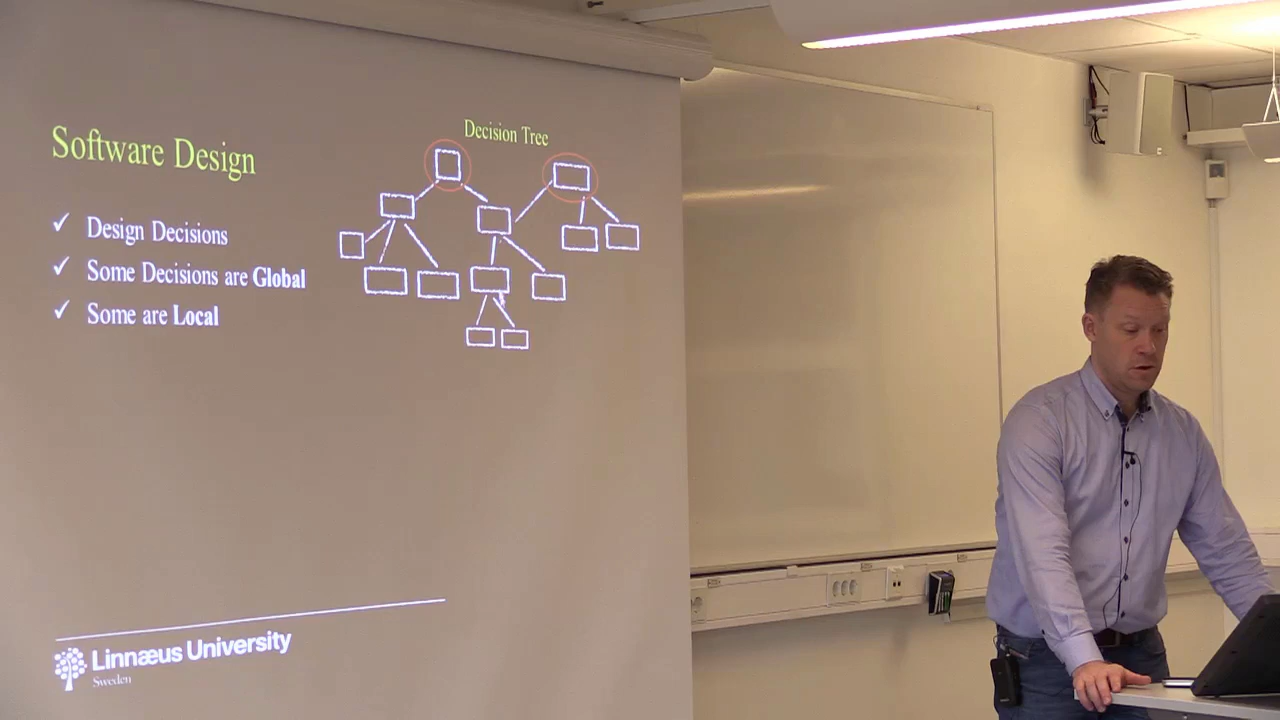 Software Design
✓ Design Decisions
✓ Some Decisions are Global
✓ Some are Local
Decision Tree
Linnæus University
Sweden